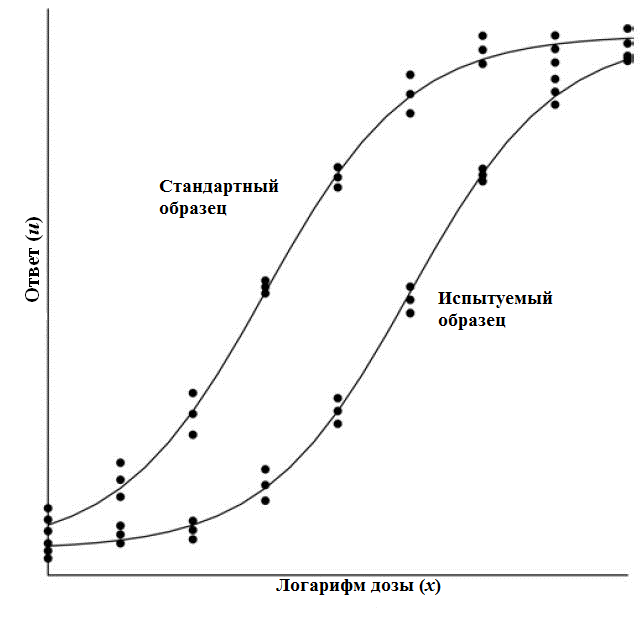 Стандартный
образец
Ответ (u)
Испытуемый
образец
Логарифм дозы (x)